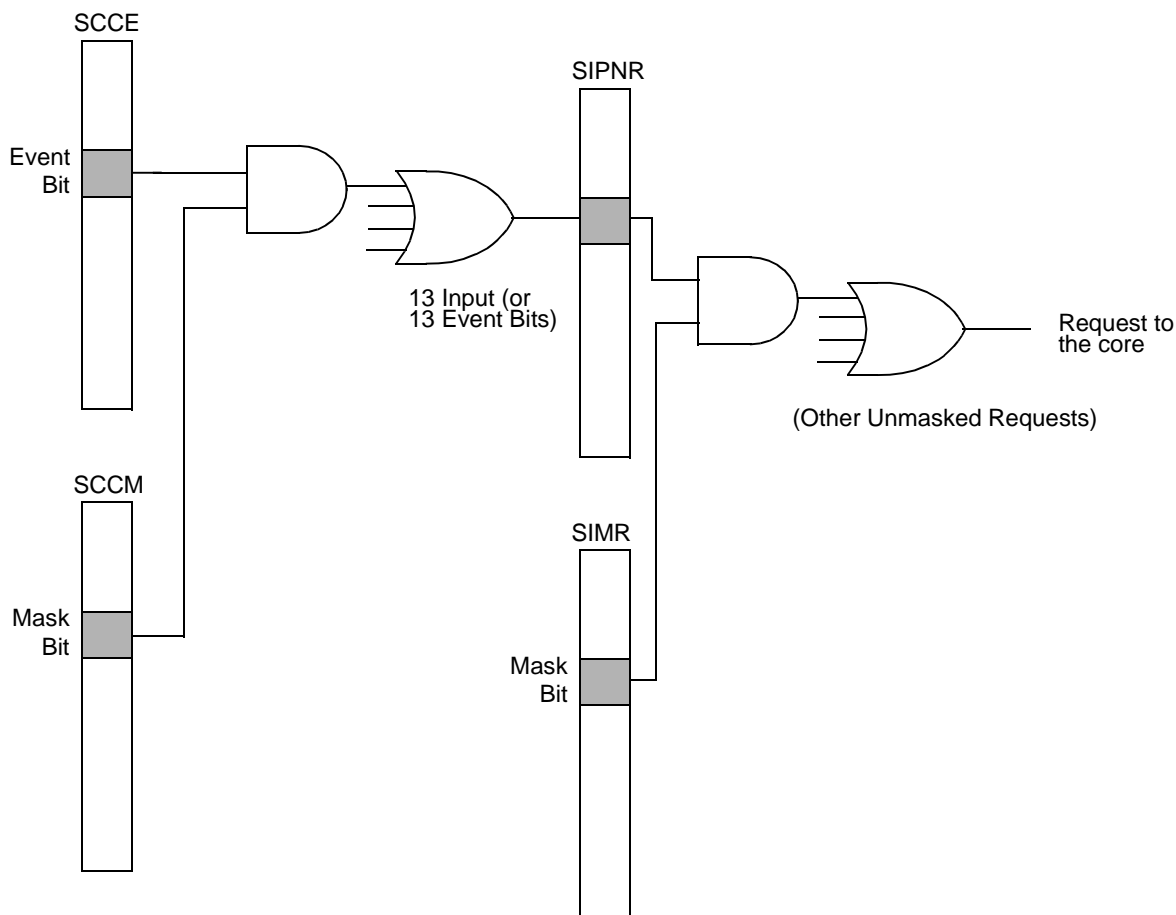 SCCE
SIPNR
Event
Bit
13 Input (or
13 Event Bits)
Request to
the core
(Other Unmasked Requests)
SCCM
SIMR
Mask
Bit
Mask
Bit